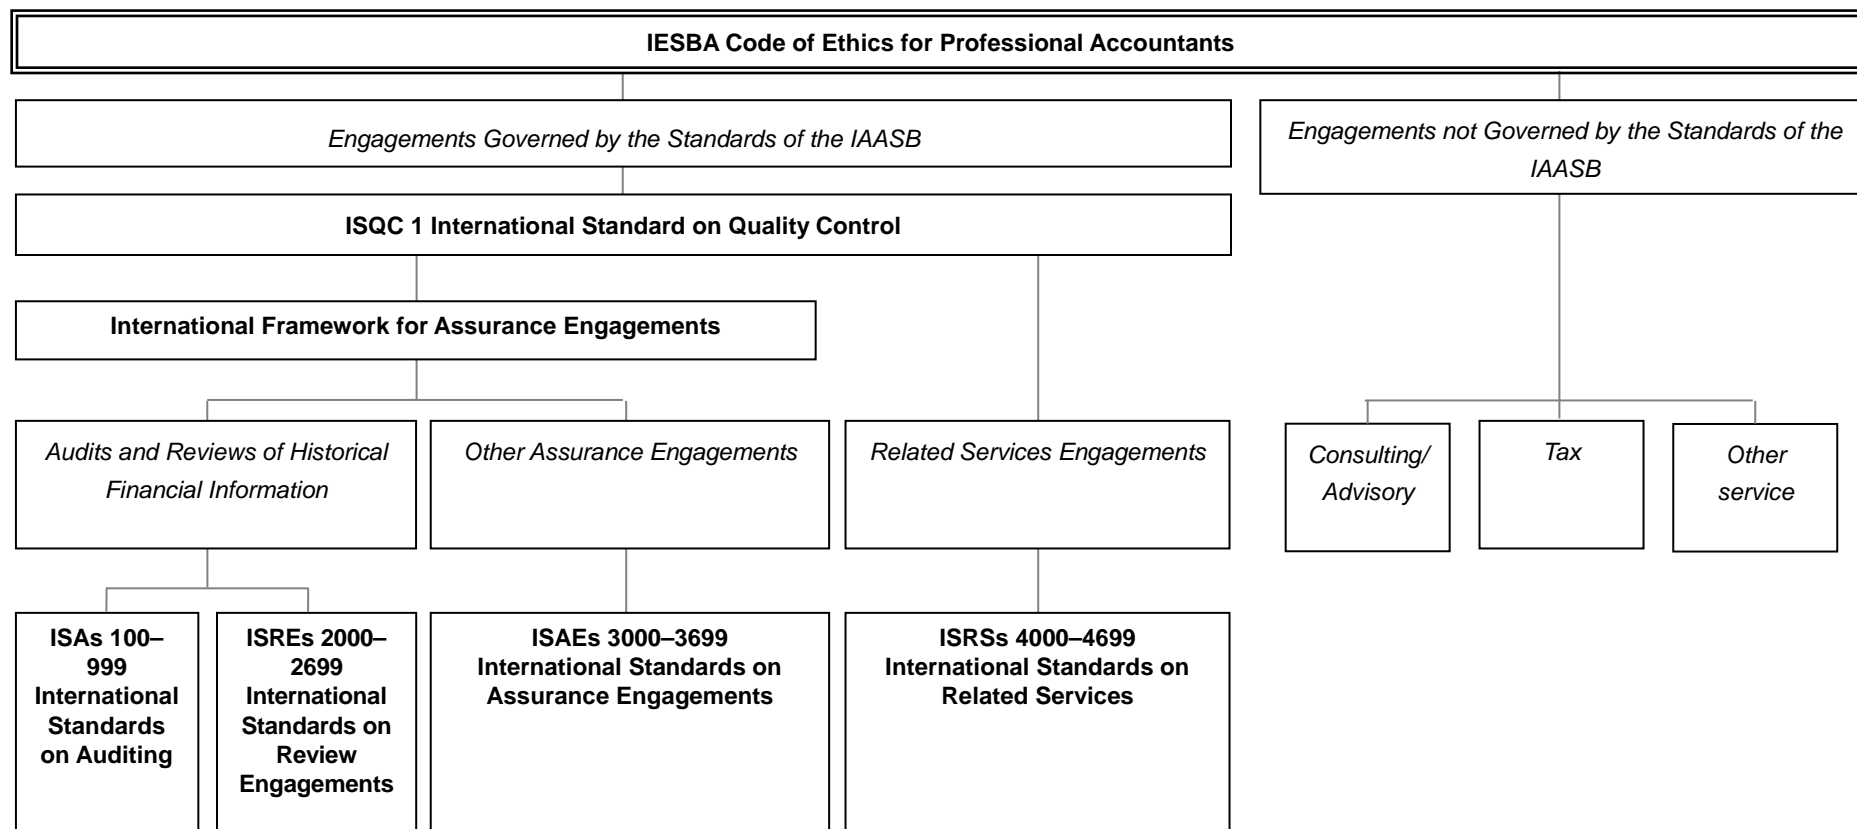 IESBA Code of Ethics for Professional Accountants
Engagements Governed by the Standards of the IAASB
Engagements not Governed by the Standards of the
IAASB
ISQC 1 International Standard on Quality Control
International Framework for Assurance Engagements
Audits and Reviews of Historical
Financial Information
Other Assurance Engagements
Related Services Engagements
Consulting/
Advisory
Tax
Other
service
ISAs 100–
999
International
Standards
on Auditing
ISREs 2000–
2699
International
Standards on
Review
Engagements
ISAEs 3000–3699
International Standards on
Assurance Engagements
ISRSs 4000–4699
International Standards on
Related Services